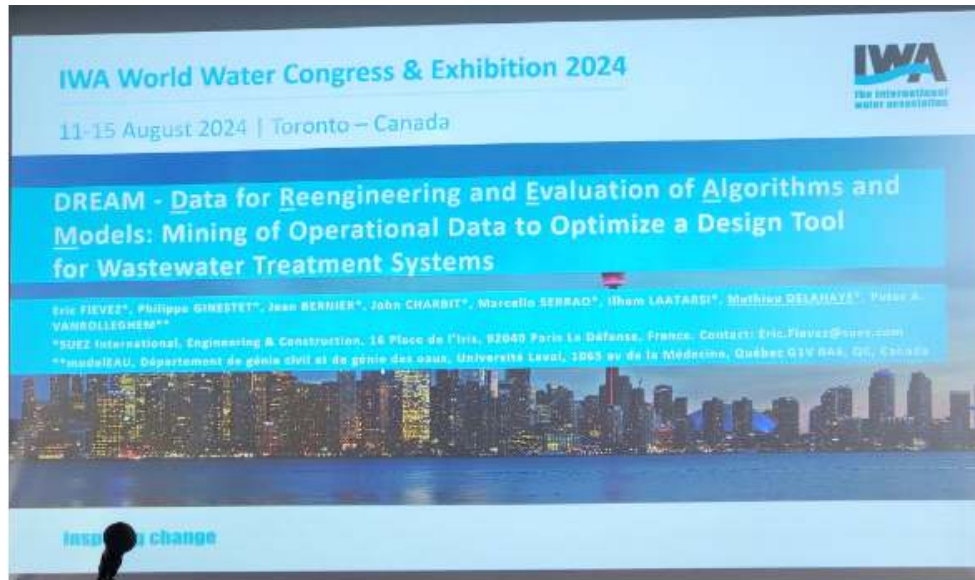 IWA World Water Congress & Exhibition 2024
IWA
the international
water association
11-15 August 2024 | Toronto – Canada
DREAM - Data for Reengineering and Evaluation of Algorithms and
Models: Mining of Operational Data to Optimize a Design Tool
for Wastewater Treatment Systems
Eric FIEVEZ*, Philippe GINESTET*, Jean BERNIER*, John CHARBIT*, Marcello SERRAO*, Ilham LAATARSI*, Mathieu DELAHAYE*, A.
VANROLLEGHEM**
*SUEZ International, Engineering & Construction, 16 Place de l'Iris, 92040 Paris La Défense, France. Contact: Eric.Fievez@suez.com
**modelEAU, Département de génie civil et de génie des eaux, Université Laval, 1065 av de la Médecine, Québec G1V 0A6, QC, Canada
change